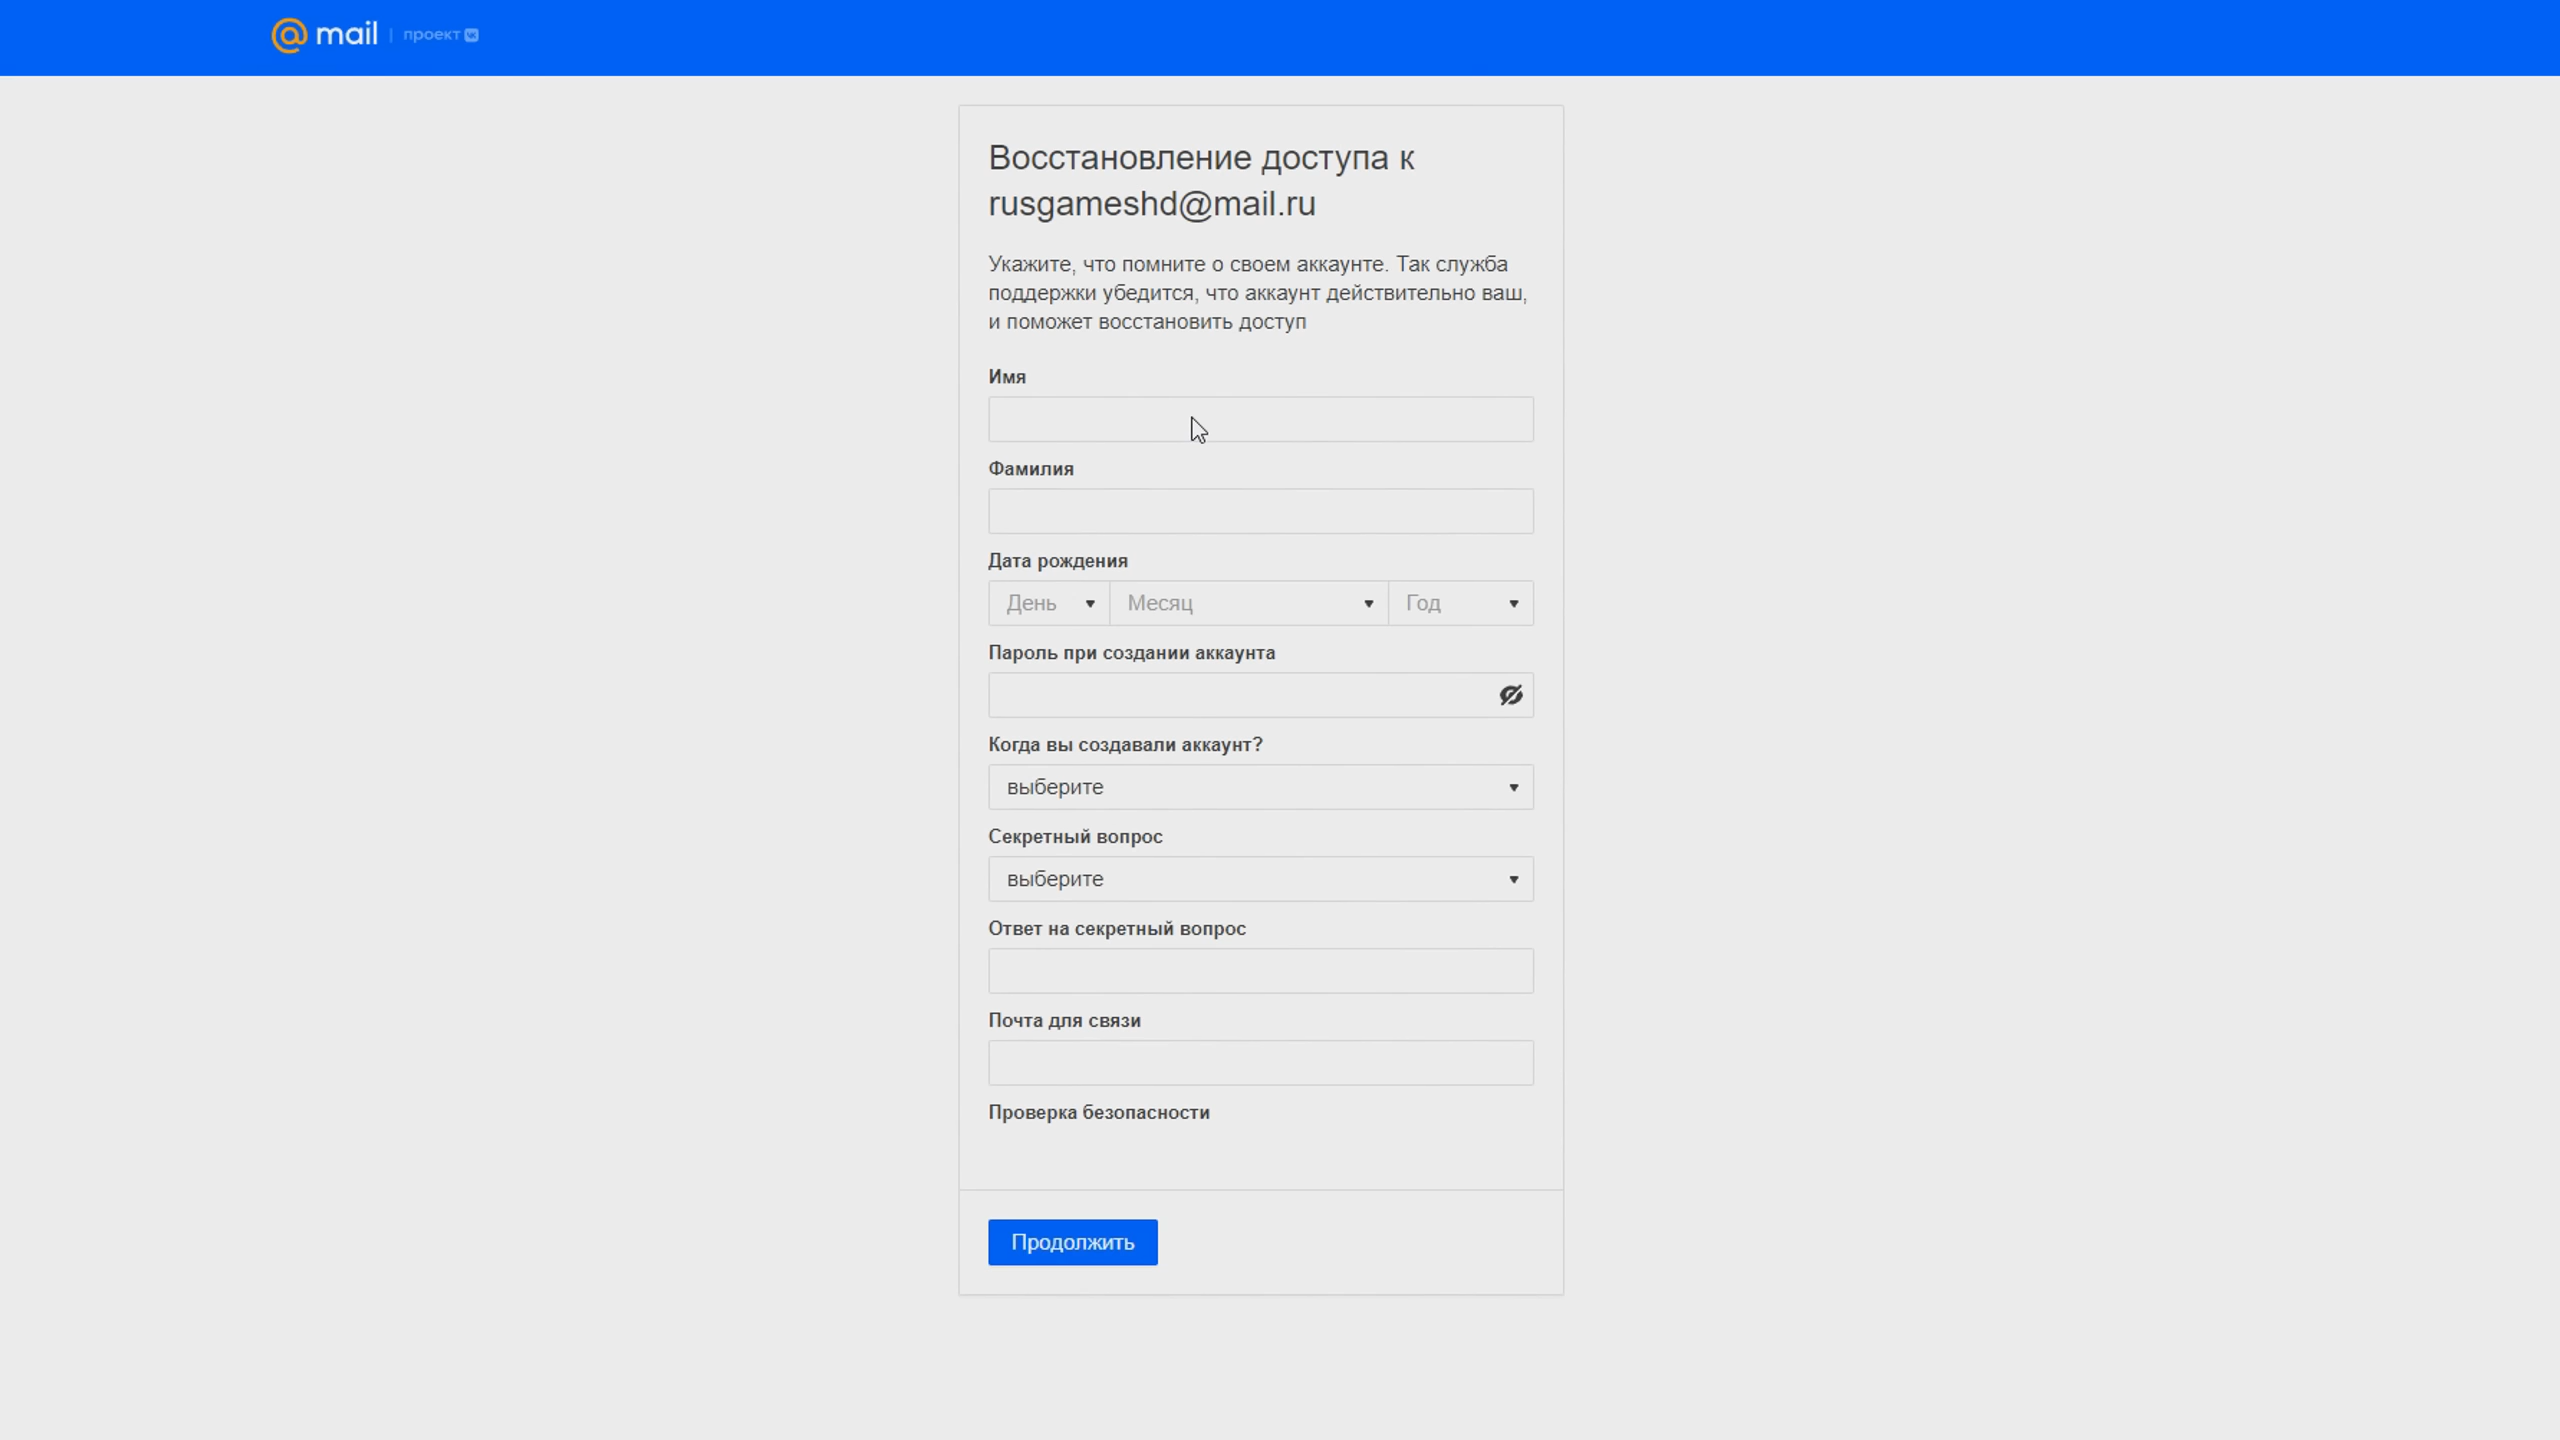 @mail | проект
Восстановление доступа к
rusgameshd@mail.ru
Укажите, что помните о своем аккаунте. Так служба
поддержки убедится, что аккаунт действительно ваш,
и поможет восстановить доступ
Имя
Фамилия
Дата рождения
День Месяц Год
Пароль при создании аккаунта
Когда вы создавали аккаунт?
выберите
Секретный вопрос
выберите
Ответ на секретный вопрос
Почта для связи
Проверка безопасности
Продолжить